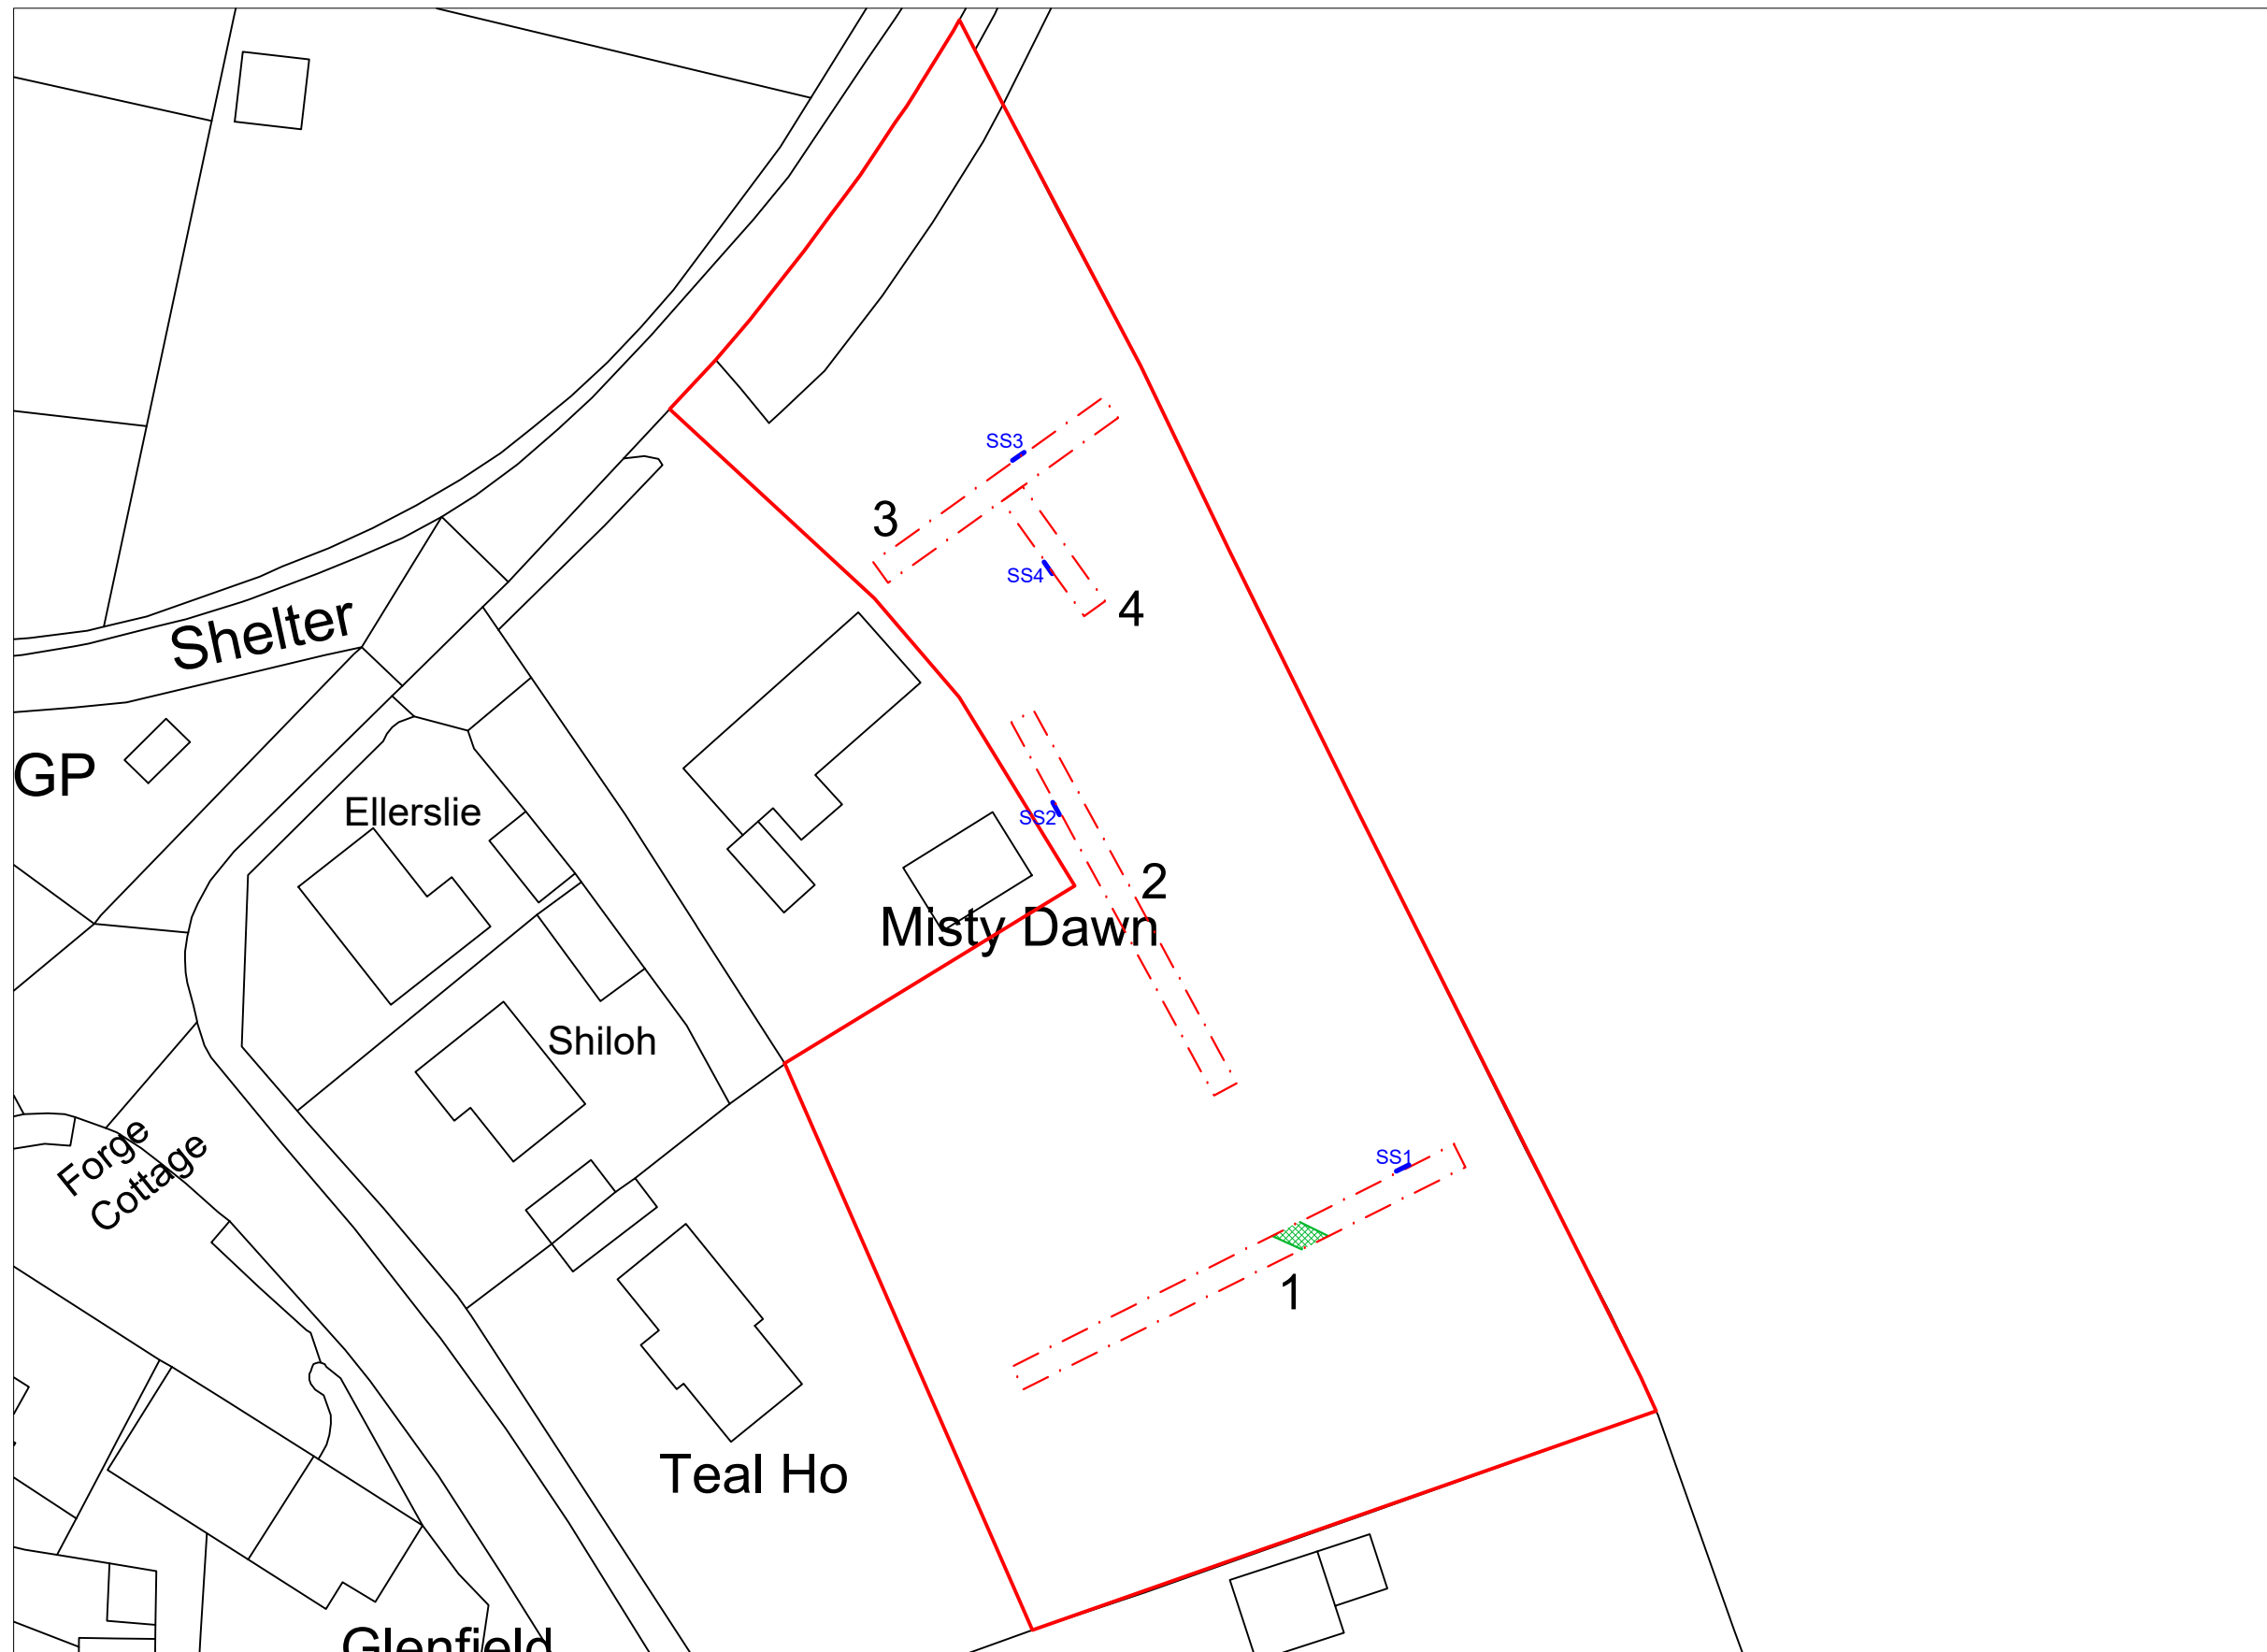 SS3
3
SS4
4
Shelter
GP
Ellerslie
SS2
2
Misty Dawn
Shiloh
Forge
Cottage
SS1
1
Teal Ho
Glenfield